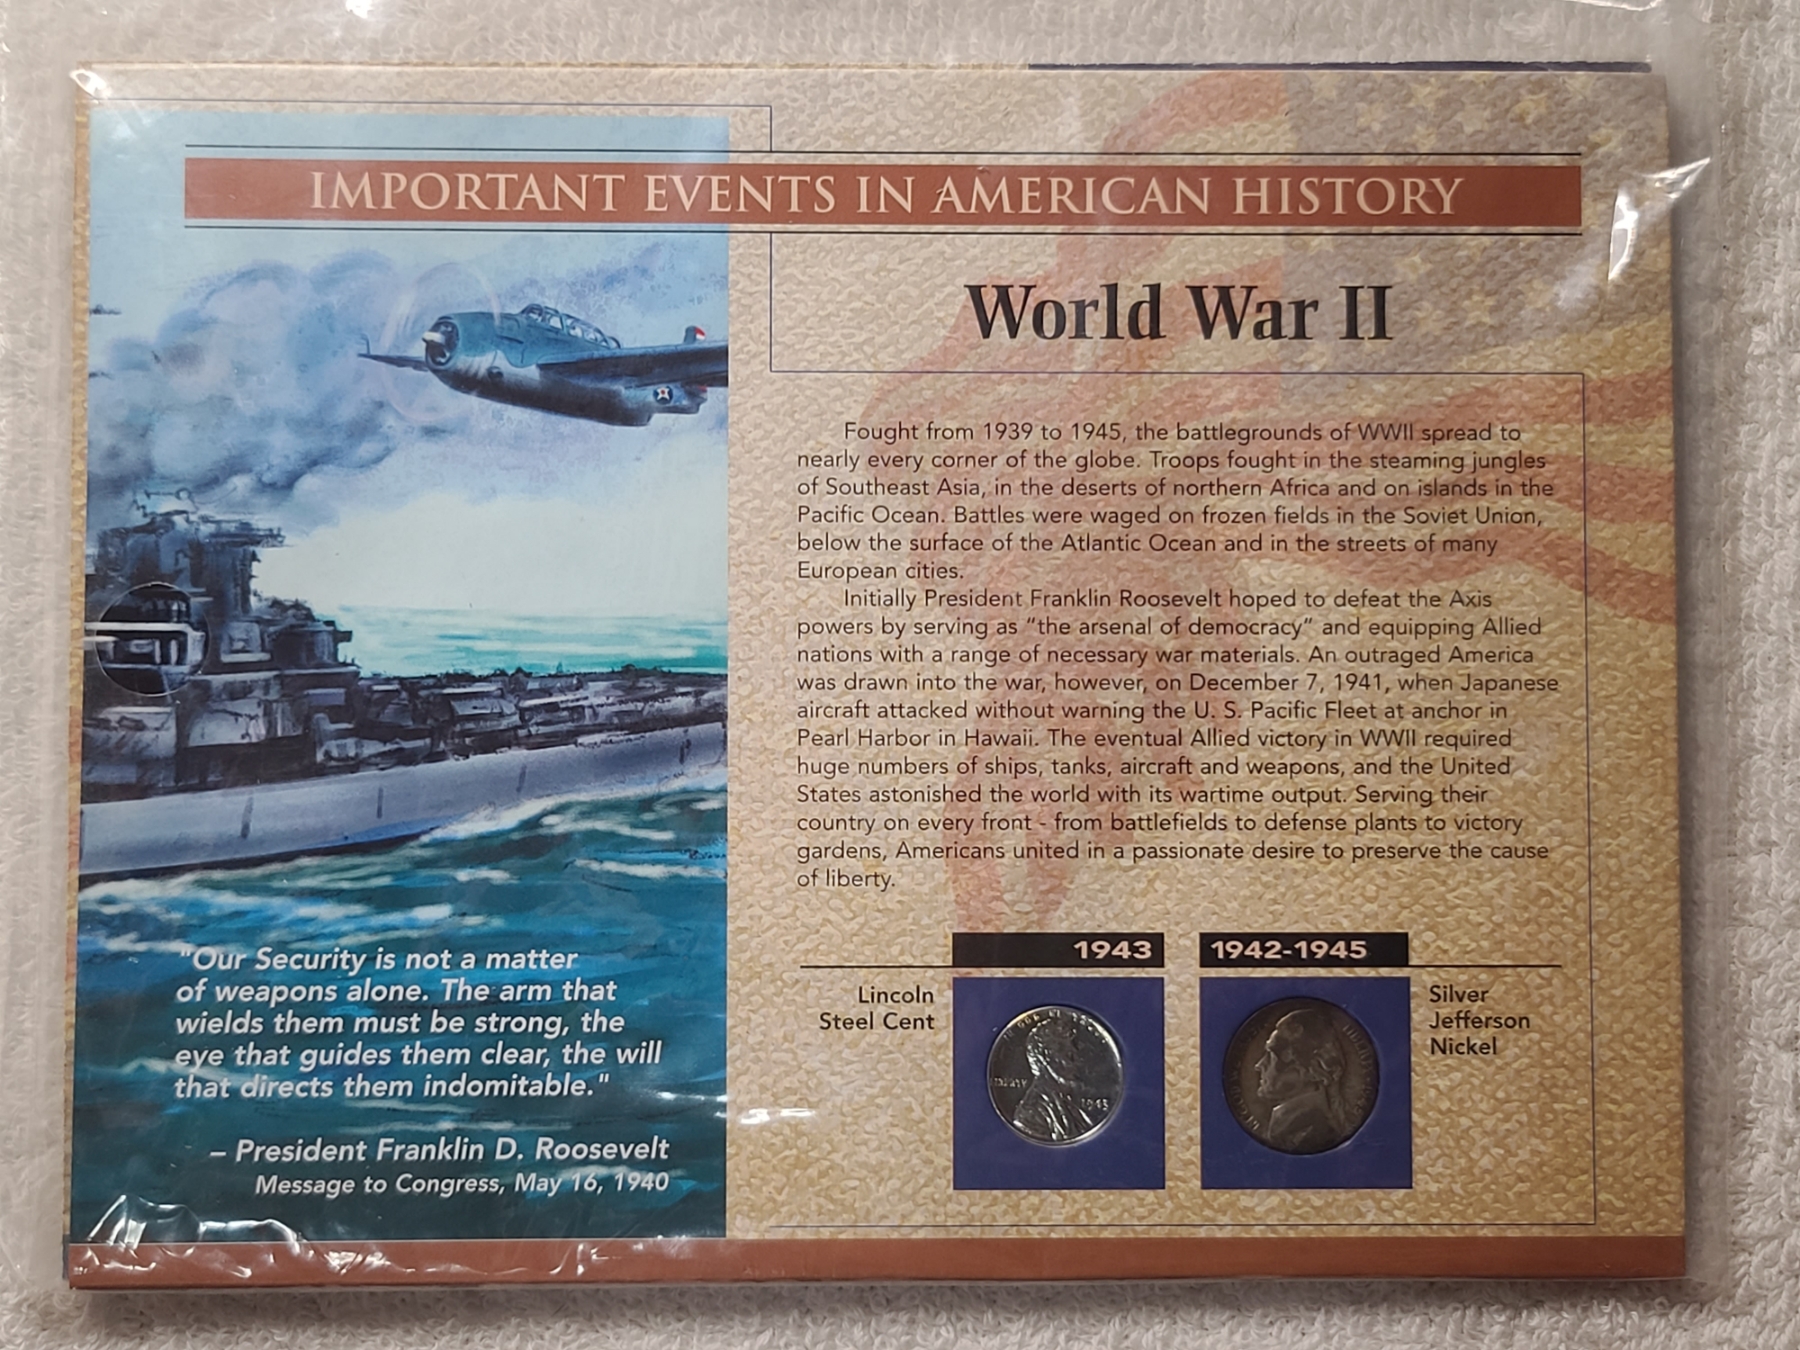 IMPORTANT EVENTS IN AMERICAN HISTORY
World War II
Fought from 1939 to 1945, the battlegrounds of WWII spread to
nearly every corner of the globe. Troops fought in the steaming jungles
of Southeast Asia, in the deserts of northern Africa and on islands in the
Pacific Ocean. Battles were waged on frozen fields in the Soviet Union,
below the surface of the Atlantic Ocean and in the streets of many
European cities.
Initially President Franklin Roosevelt hoped to defeat the Axis
powers by serving as "the arsenal of democracy" and equipping Allied
nations with a range of necessary war materials. An outraged America
was drawn into the war, however, on December 7, 1941, when Japanese
aircraft attacked without warning the U. S. Pacific Fleet at anchor in
Pearl Harbor in Hawaii. The eventual Allied victory in WWII required
huge numbers of ships, tanks, aircraft and weapons, and the United
States astonished the world with its wartime output. Serving their
country on every front - from battlefields to defense plants to victory
gardens, Americans united in a passionate desire to preserve the cause
of liberty.
"Our Security is not a matter
of weapons alone. The arm that
wields them must be strong, the
eye that guides them clear, the will
that directs them indomitable."
– President Franklin D. Roosevelt
Message to Congress, May 16, 1940
1943
Lincoln
Steel Cent
LIBERTY
1943
1942-1945
Silver
Jefferson
Nickel